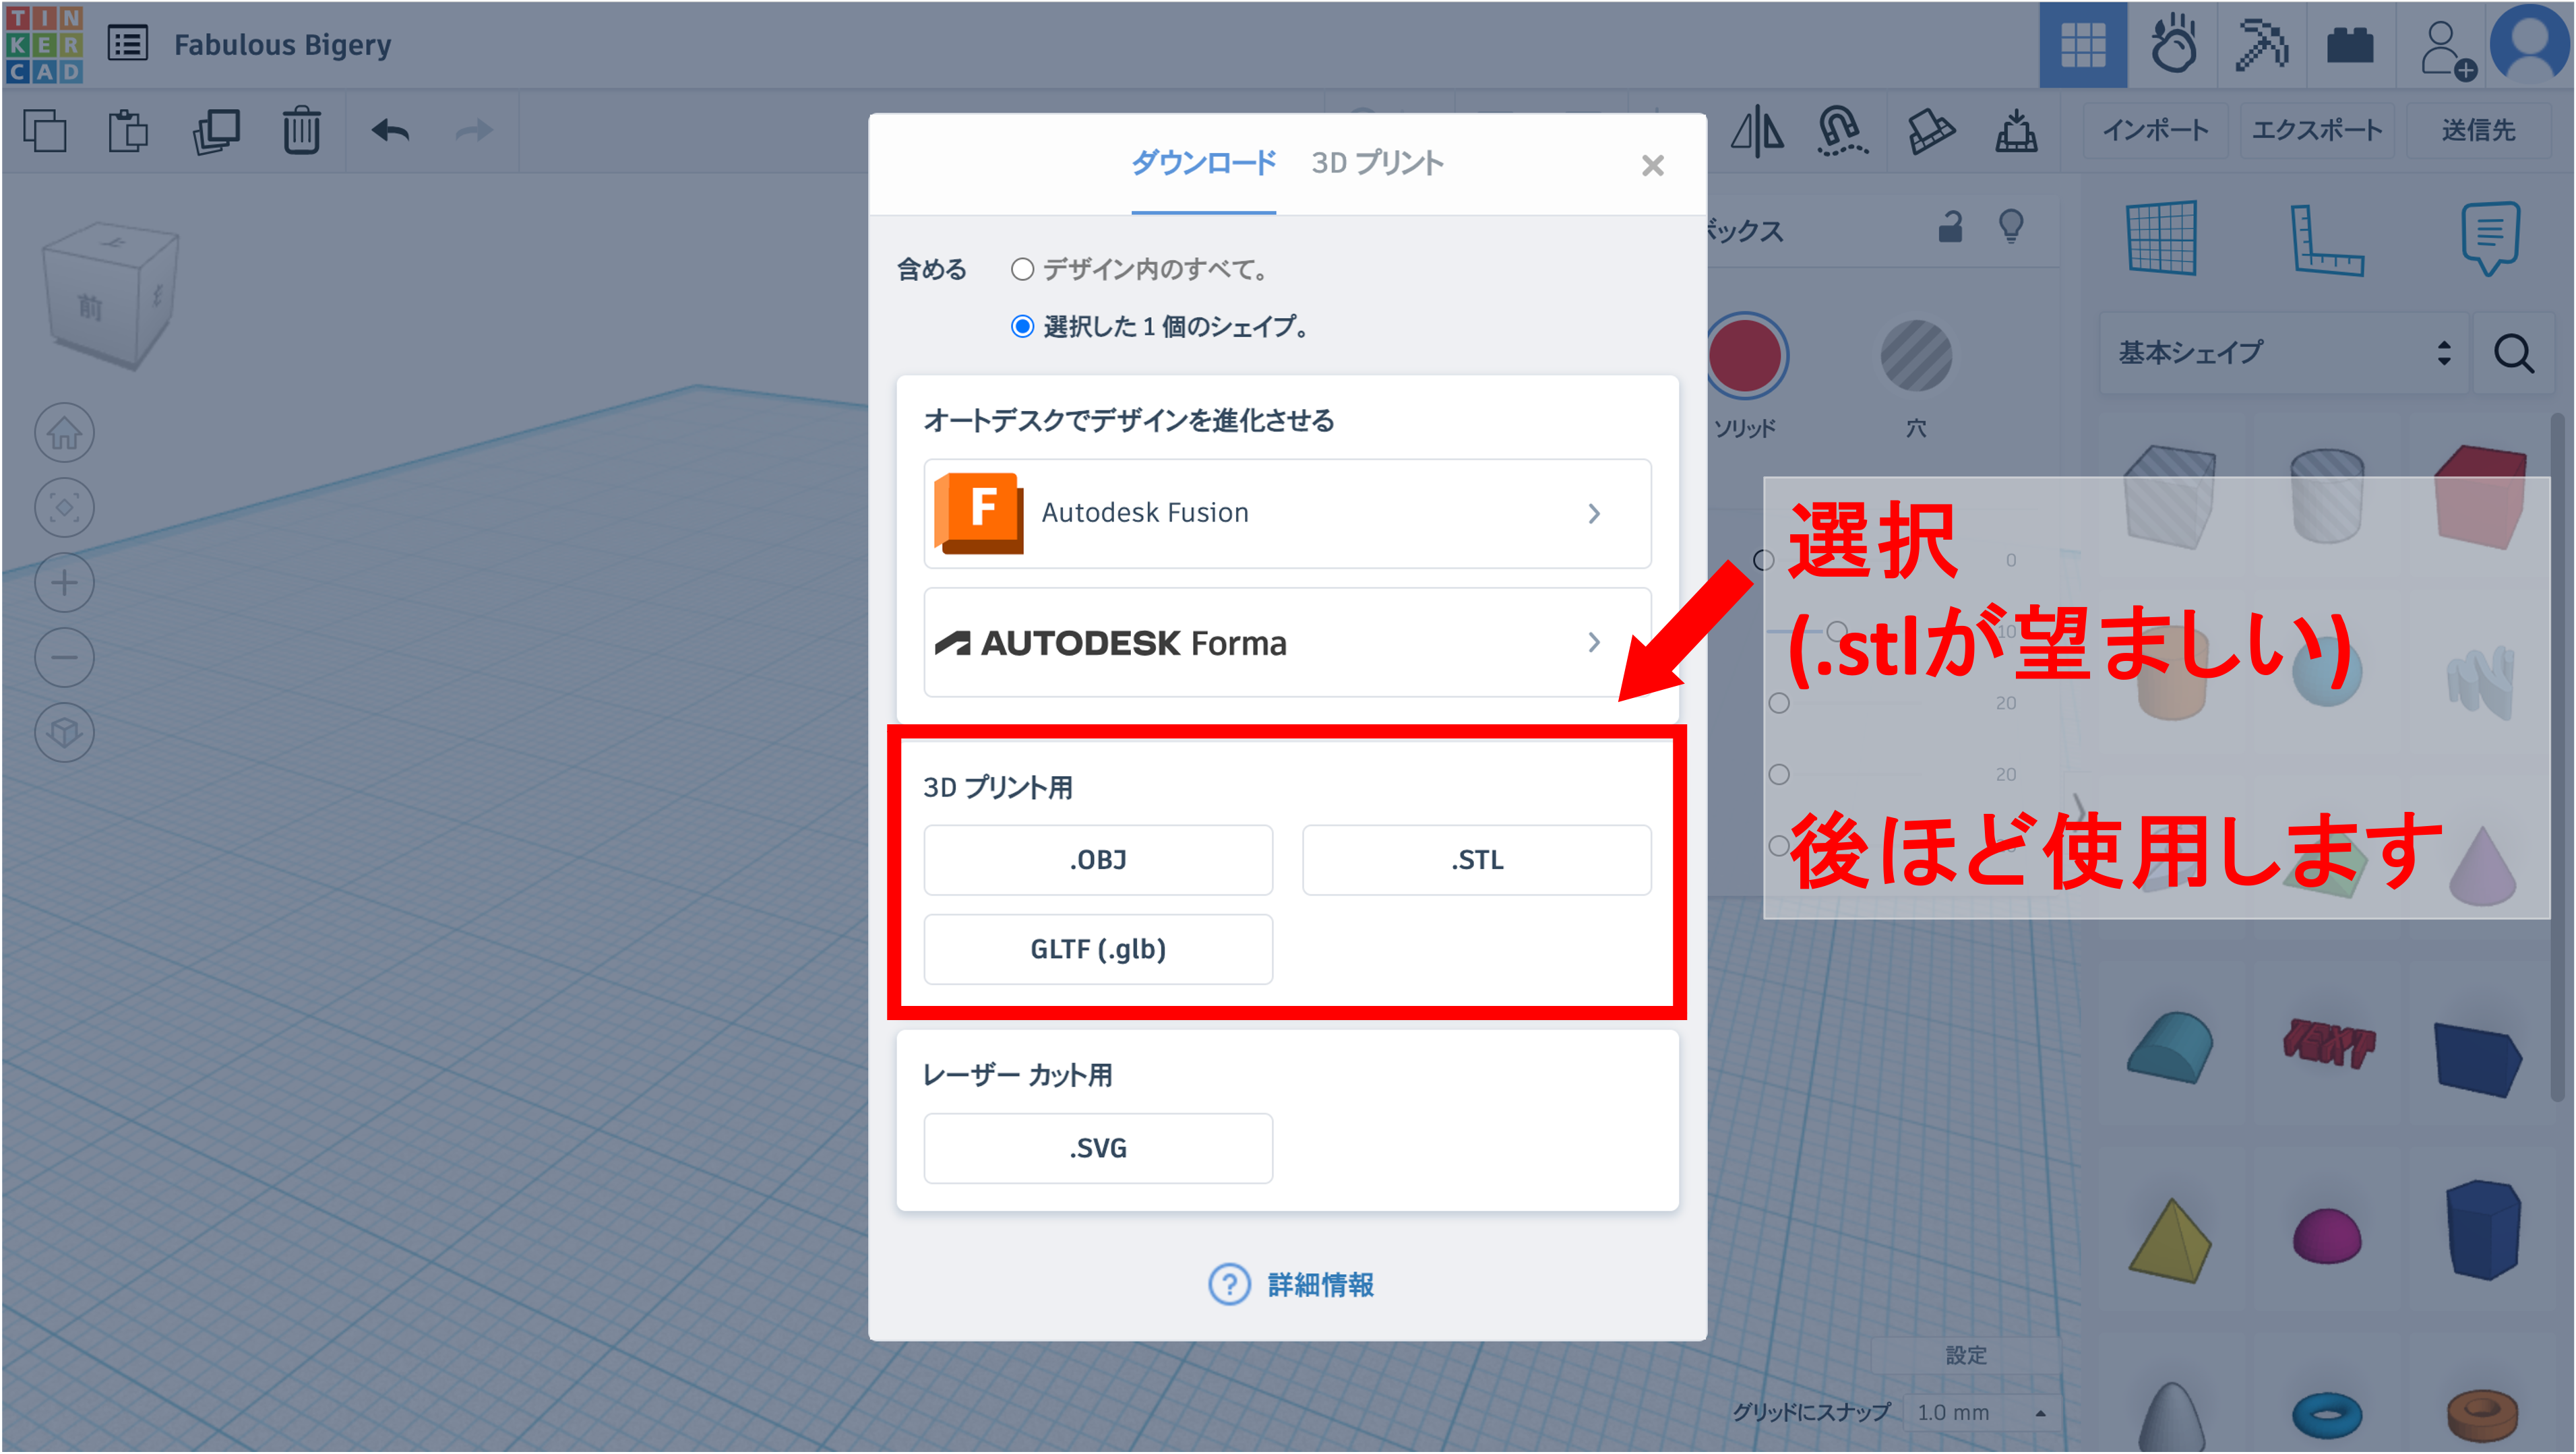 TIN
KER
CAD
Fabulous Bigery
インポート
エクスポート
送信先
上
前
ダウンロード
3D プリント
含める
デザイン内のすべて。
選択した 1 個のシェイプ。
オートデスクでデザインを進化させる
F
Autodesk Fusion
AUTODESK Forma
3D プリント用
.OBJ
.STL
GLTF (.glb)
レーザー カット用
.SVG
? 詳細情報
ボックス
ソリッド
穴
0
10
20
20
基本シェイプ
選択
(.stlが望ましい)
後ほど使用します
TEXT
設定
グリッドにスナップ
1.0 mm